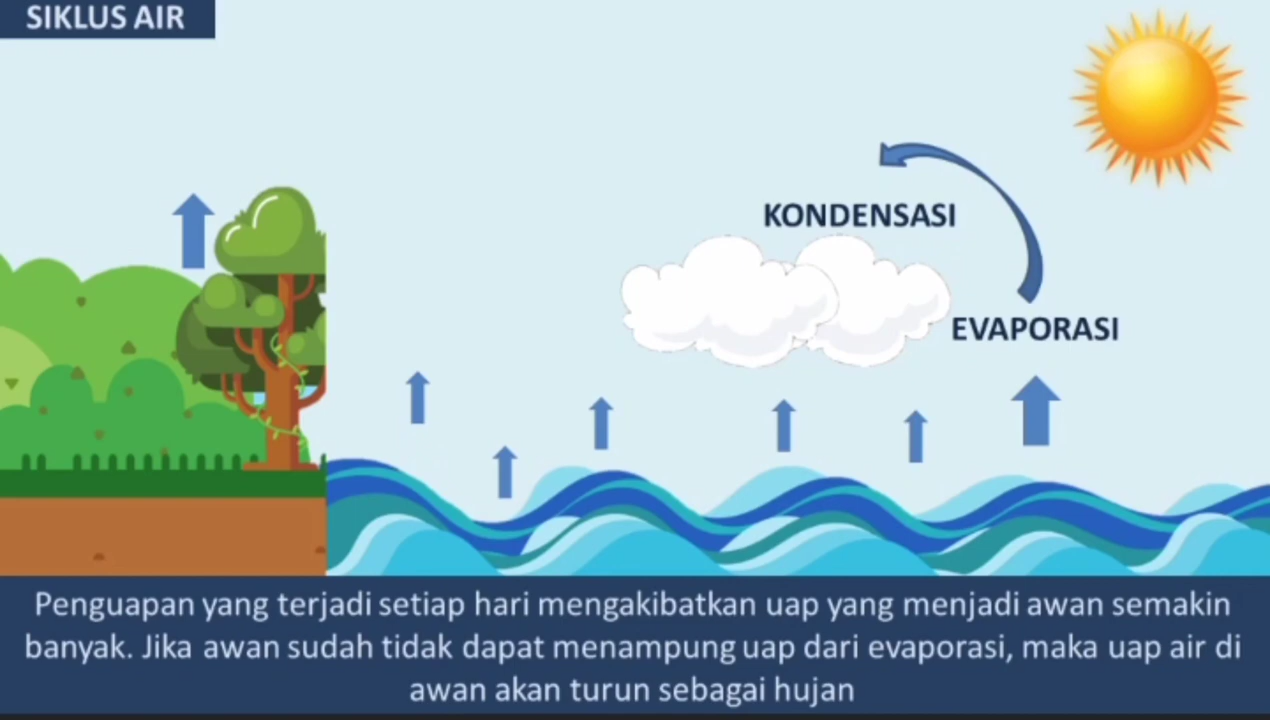 SIKLUS AIR
KONDENSASI
EVAPORASI
Penguapan yang terjadi setiap hari mengakibatkan uap yang menjadi awan semakin
banyak. Jika awan sudah tidak dapat menampung uap dari evaporasi, maka uap air di
awan akan turun sebagai hujan